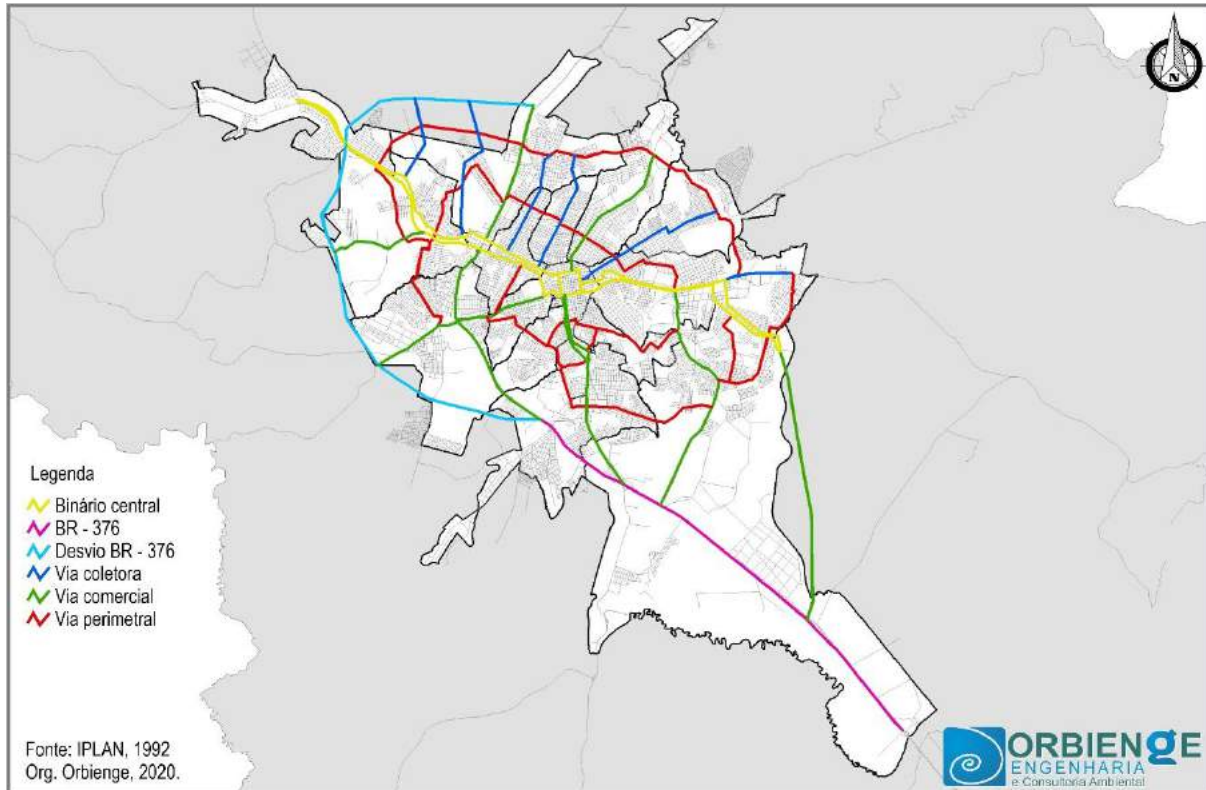 N
Legenda
Binário central
BR - 376
Desvio BR - 376
Via coletora
Via comercial
Via perimetral
Fonte: IPLAN, 1992
Org. Orbienge, 2020.
ORBIENGE
ENGENHARIA
e Consultoria Ambiental